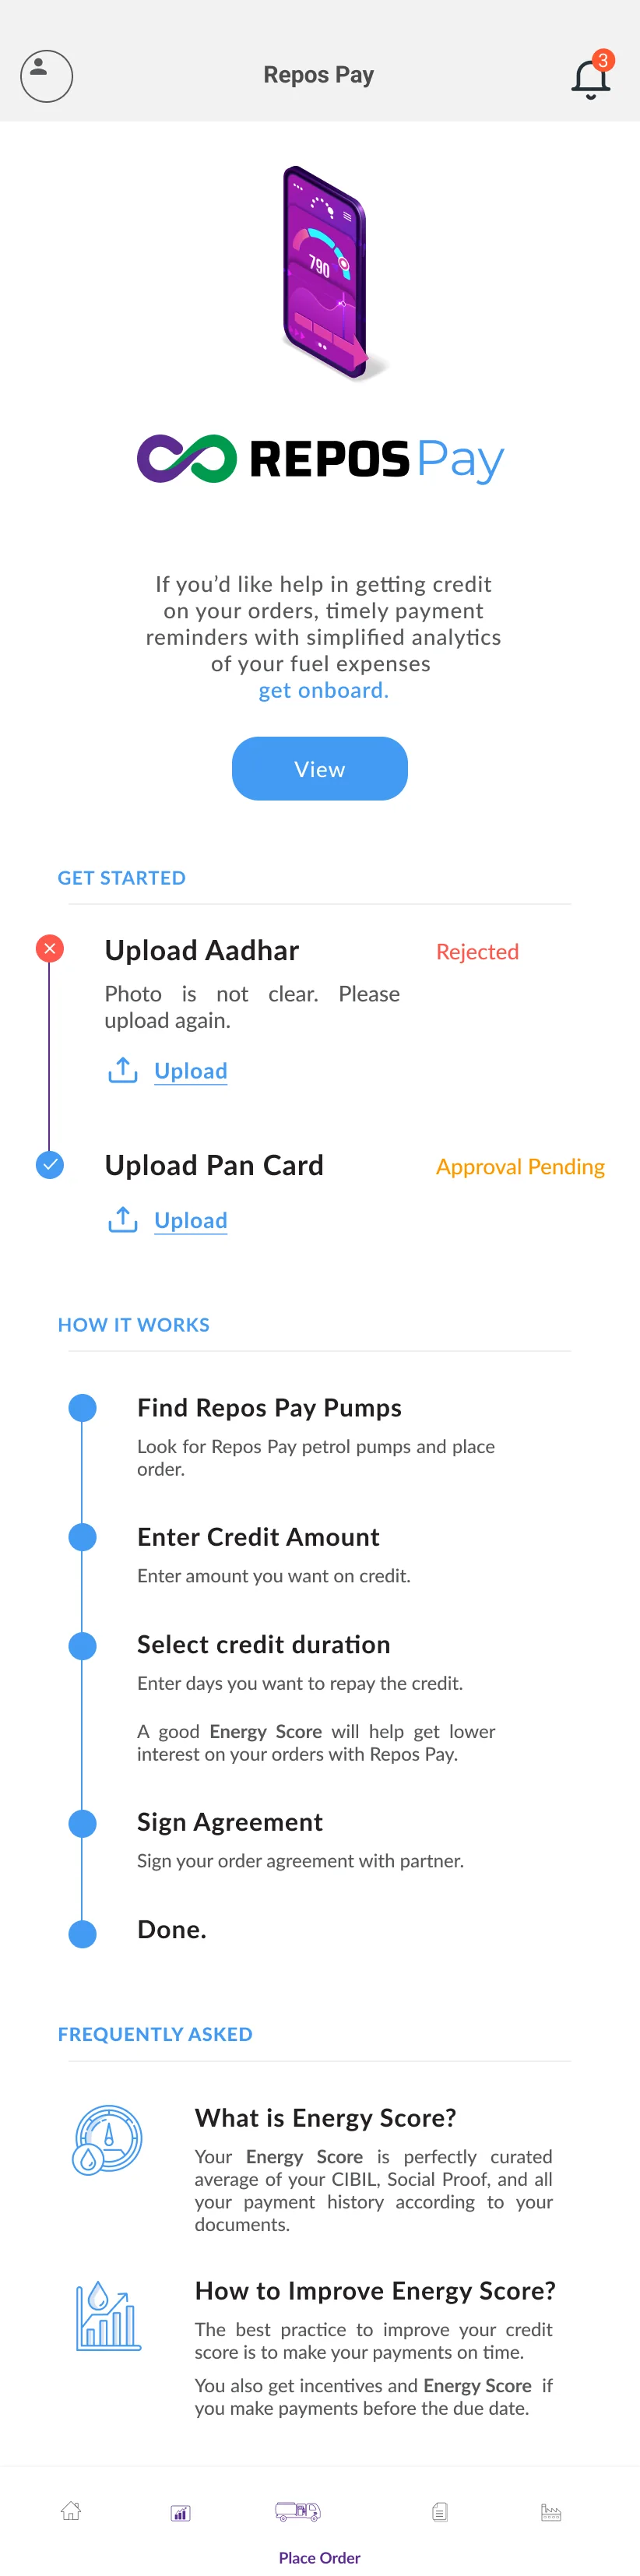 Repos Pay
3
790
REPOS Pay
If you’d like help in getting credit
on your orders, timely payment
reminders with simplified analytics
of your fuel expenses
get onboard.
View
GET STARTED
Upload Aadhar
Rejected
Photo is not clear. Please
upload again.
Upload
Upload Pan Card
Approval Pending
Upload
HOW IT WORKS
Find Repos Pay Pumps
Look for Repos Pay petrol pumps and place
order.
Enter Credit Amount
Enter amount you want on credit.
Select credit duration
Enter days you want to repay the credit.
A good Energy Score will help get lower
interest on your orders with Repos Pay.
Sign Agreement
Sign your order agreement with partner.
Done.
FREQUENTLY ASKED
What is Energy Score?
Your Energy Score is perfectly curated
average of your CIBIL, Social Proof, and all
your payment history according to your
documents.
How to Improve Energy Score?
The best practice to improve your credit
score is to make your payments on time.
You also get incentives and Energy Score if
you make payments before the due date.
Place Order